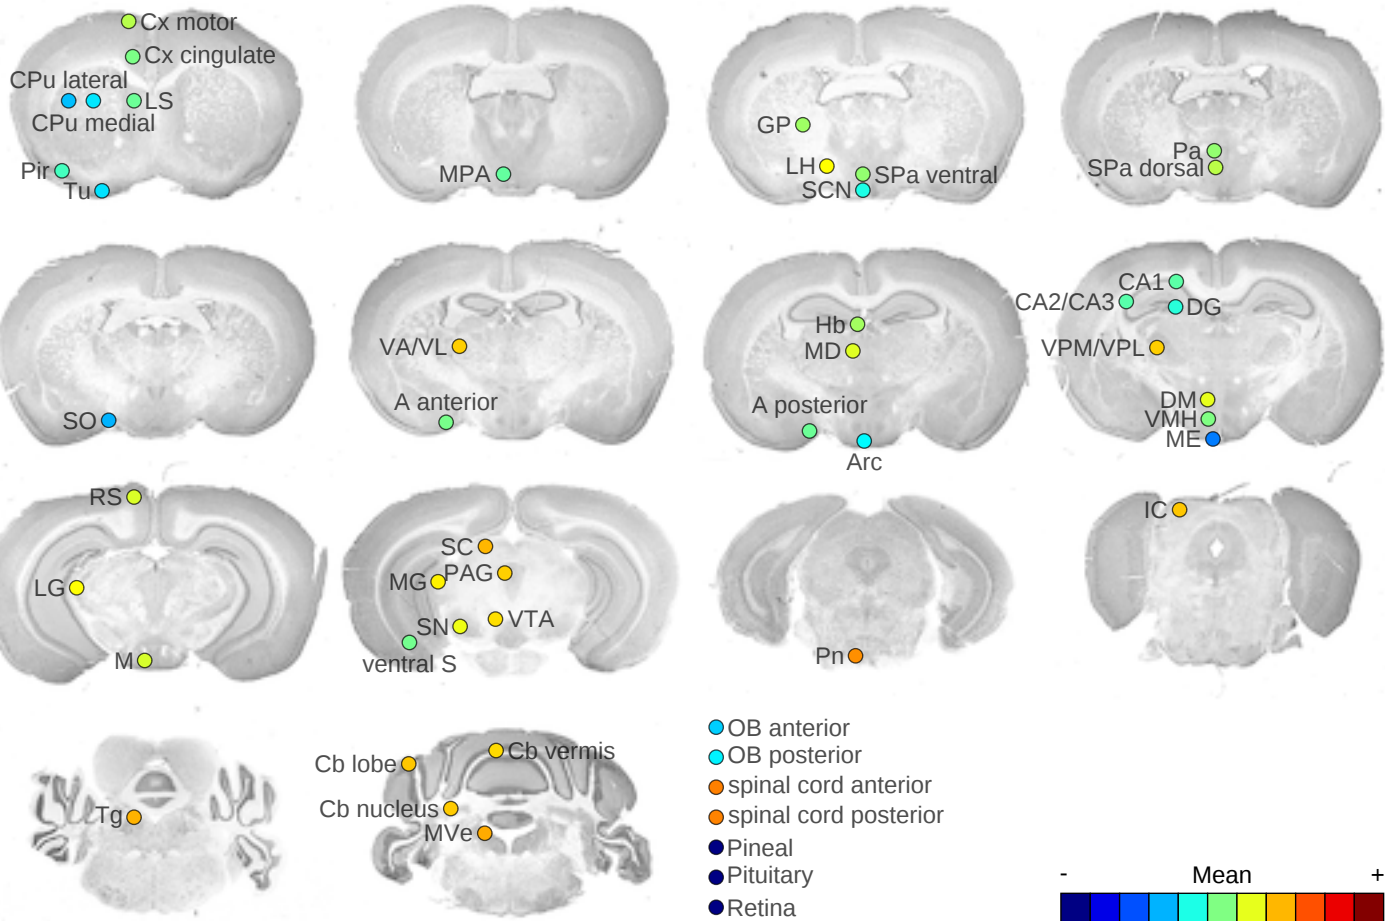 Cx motor
Cx cingulate
CPu lateral
LS
CPu medial
Pir
Tu
MPA
GP
LH
SPa ventral
SCN
Pa
SPa dorsal
SO
VA/VL
A anterior
Hb
MD
A posterior
Arc
CA1
CA2/CA3
DG
VPM/VPL
DM
VMH
ME
RS
LG
M
SC
PAG
MG
VTA
SN
ventral S
Pn
IC
Tg
Cb vermis
Cb lobe
Cb nucleus
MVe
OB anterior
OB posterior
spinal cord anterior
spinal cord posterior
Pineal
Pituitary
Retina
- Mean +